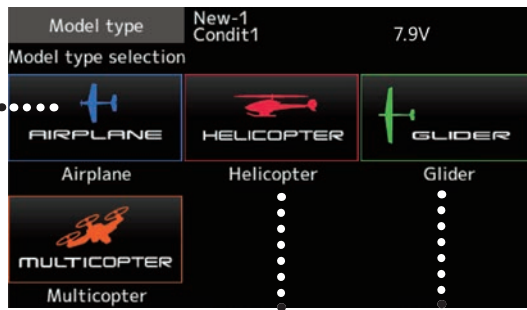 Model type
New-1
Condit1
7.9V
Model type selection
AIRPLANE
HELICOPTER
GLIDER
Airplane
Helicopter
Glider
MULTICOPTER
Multicopter